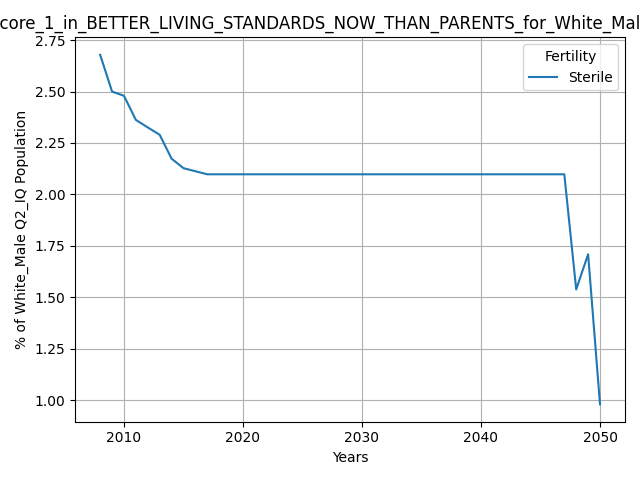 core_1_in_BETTER_LIVING_STANDARDS_NOW_THAN_PARENTS_for_White_Mal
2.75
2.50
2.25
2.00
1.75
1.50
1.25
1.00
% of White_Male Q2_IQ Population
Fertility
Sterile
2010 2020 2030 2040 2050
Years